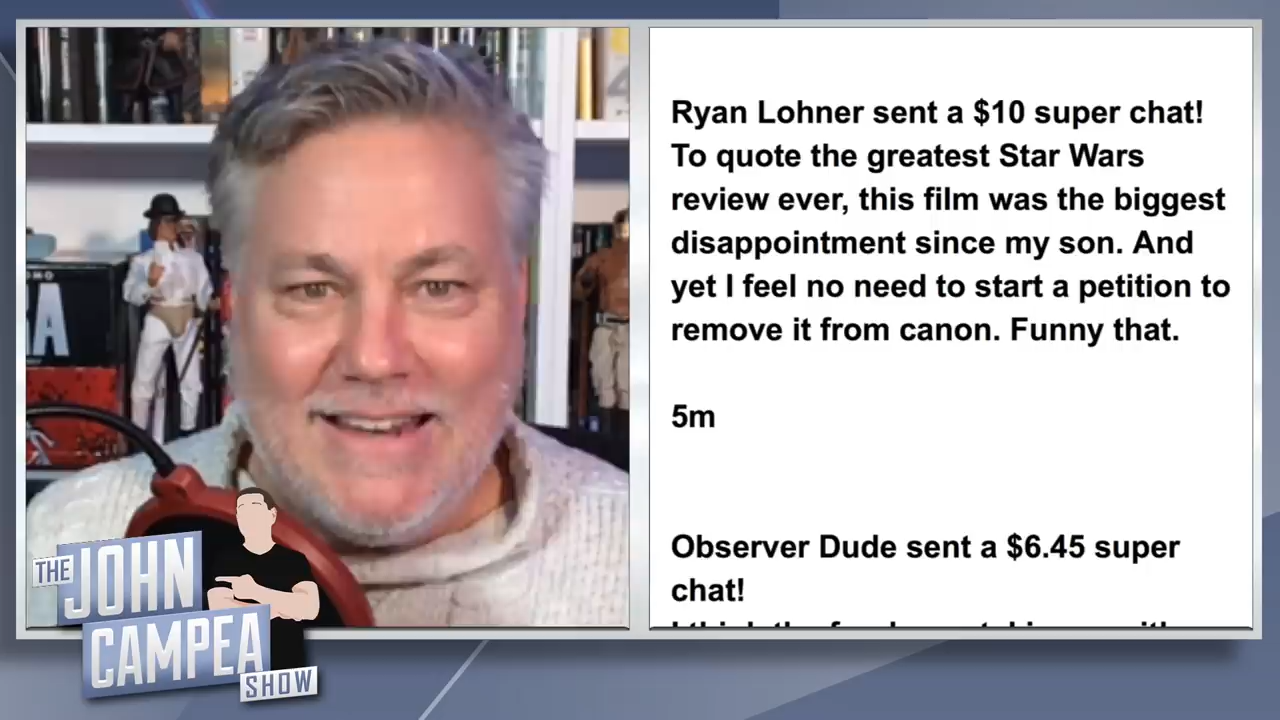 Ryan Lohner sent a $10 super chat!
To quote the greatest Star Wars
review ever, this film was the biggest
disappointment since my son. And
yet I feel no need to start a petition to
remove it from canon. Funny that.
5m
Observer Dude sent a $6.45 super
chat!
THE
JOHN
CAMPEA
SHOW